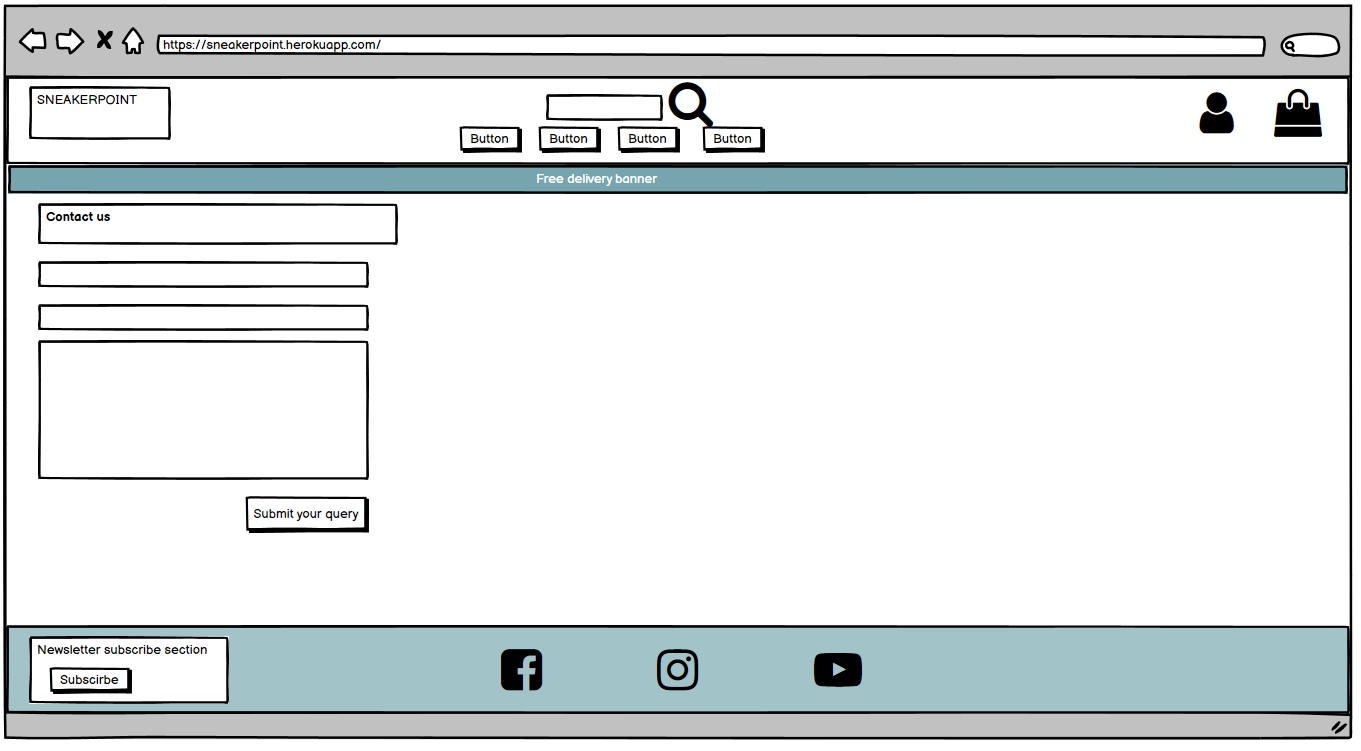 https://sneakerpoint.herokuapp.com/
SNEAKERPOINT
Button Button Button Button
Free delivery banner
Contact us
Submit your query
Newsletter subscribe section
Subscirbe